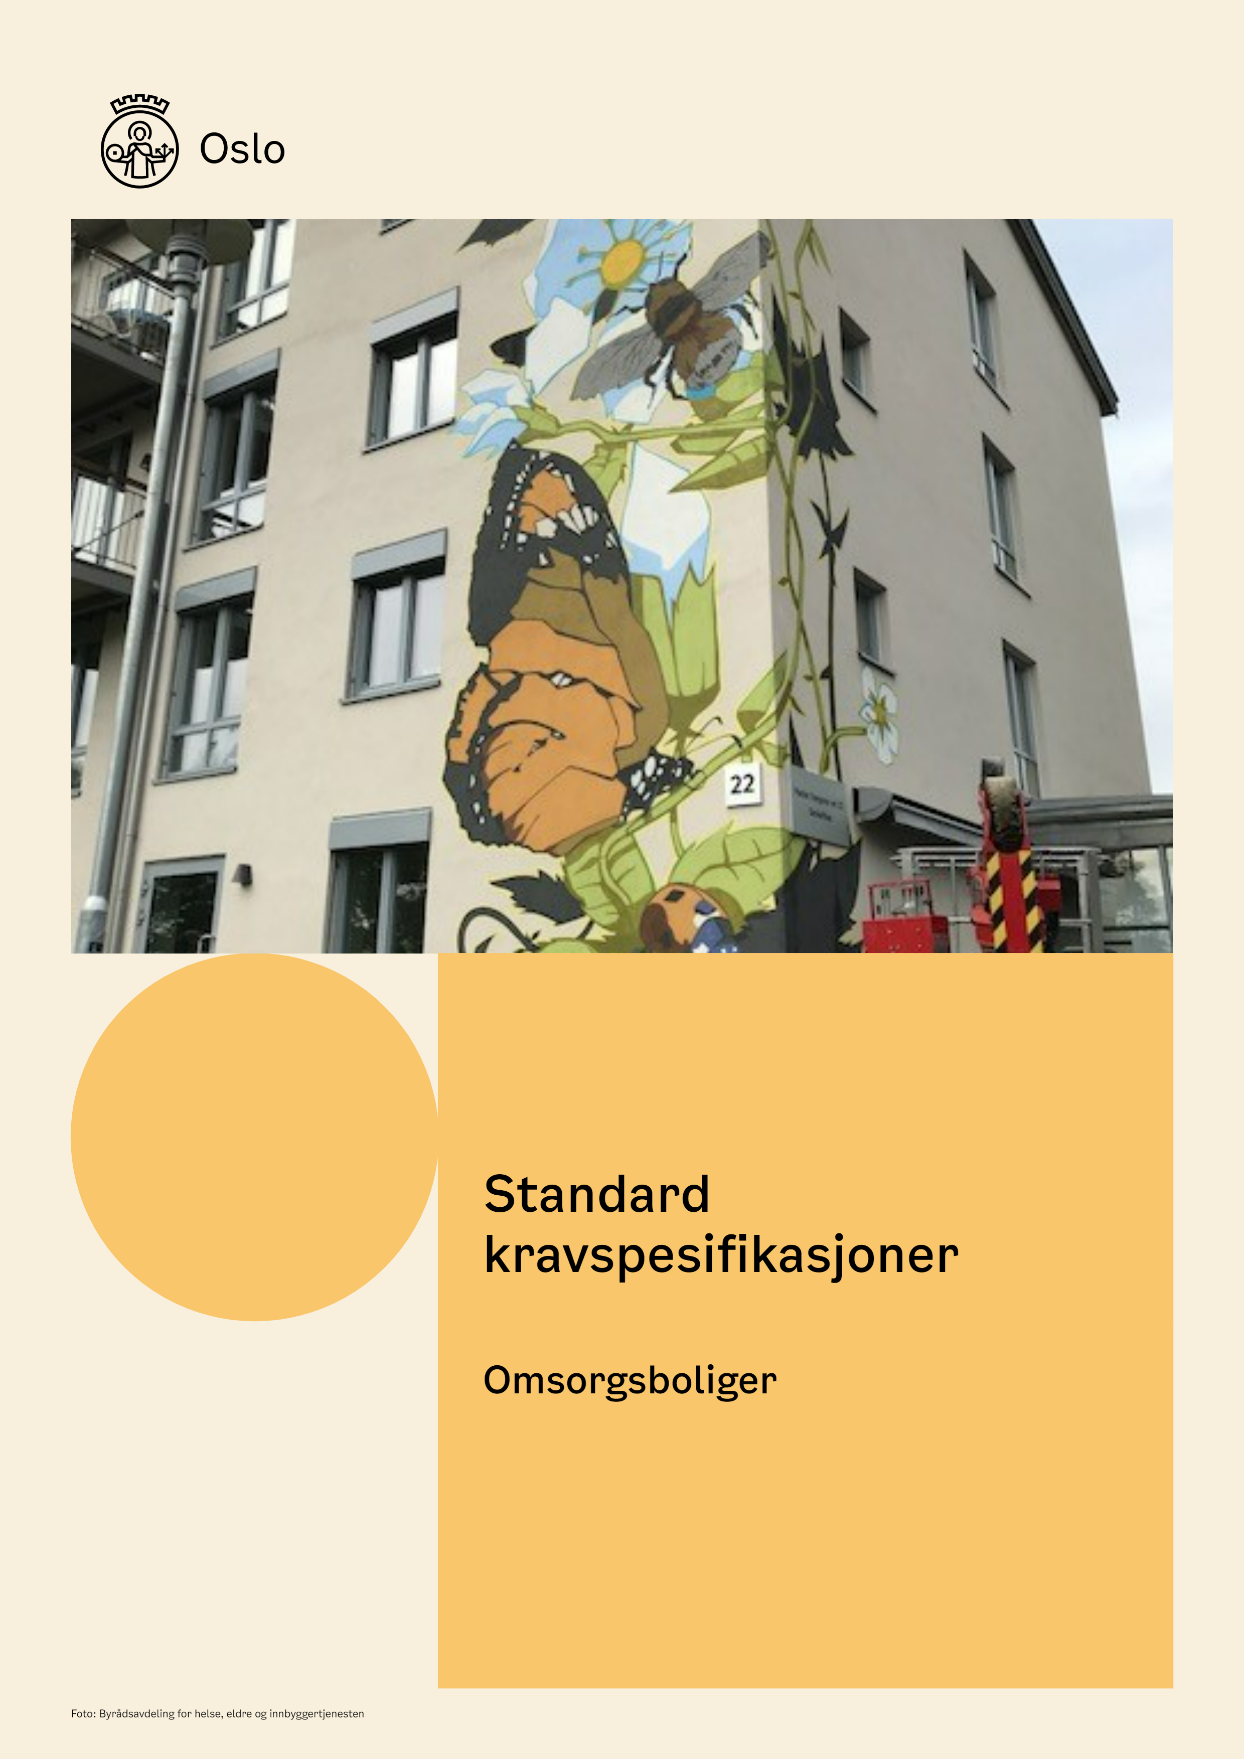 Oslo
22
Standard
kravspesifikasjoner
Omsorgsboliger
Foto: Byrådsavdeling for helse, eldre og innbyggertjenesten